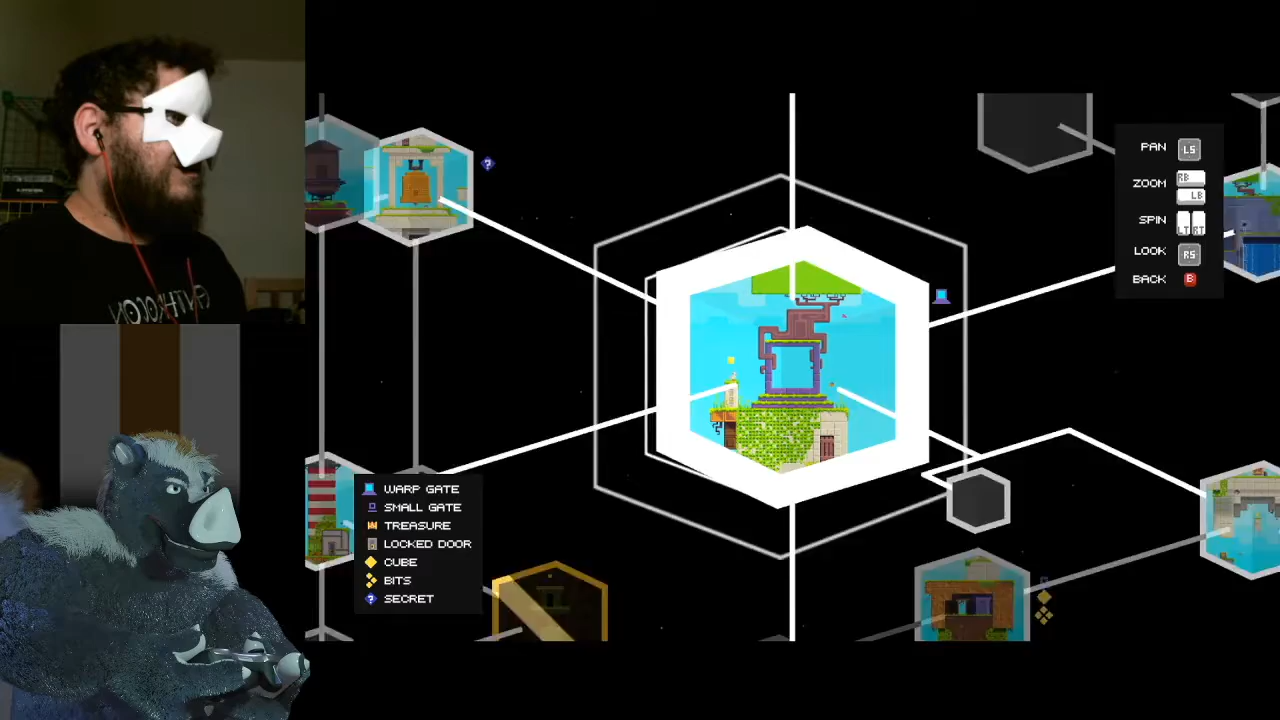 ?
PAN LS
ZOOM RB
LB
SPIN LT RT
LOOK RS
BACK B
WARP GATE
SMALL GATE
TREASURE
LOCKED DOOR
CUBE
BITS
? SECRET